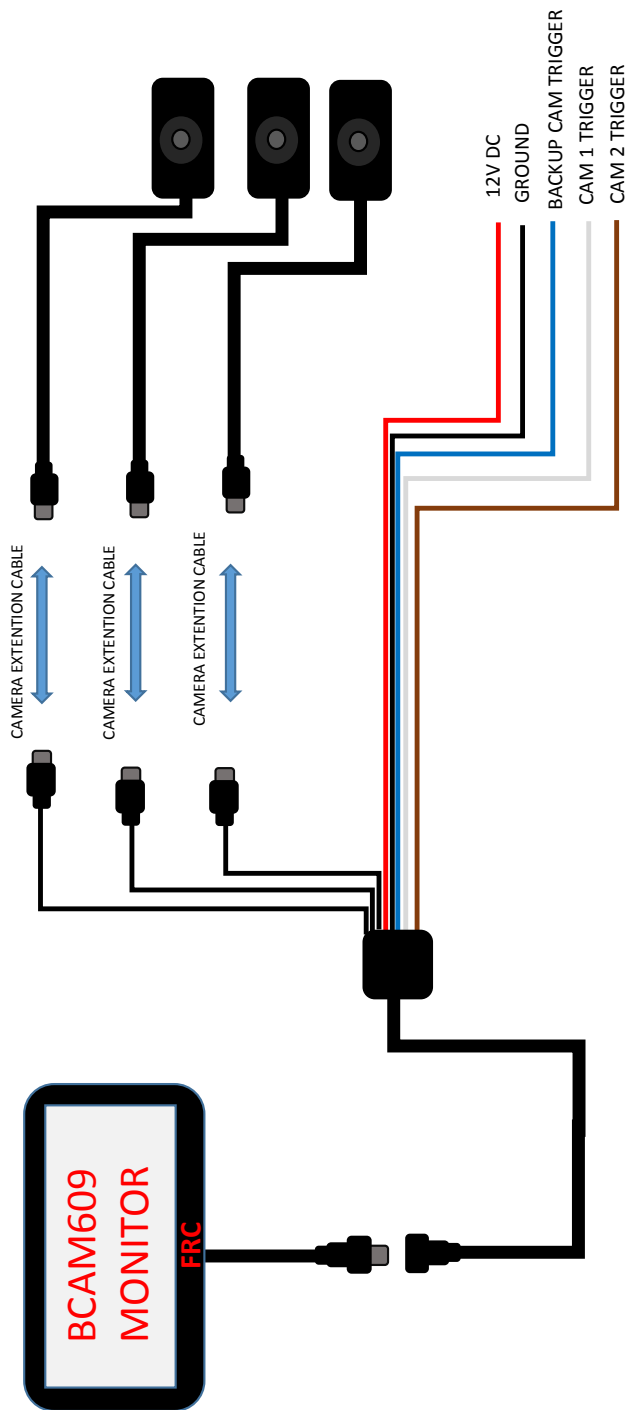 BCAM609
MONITOR
FRC
CAMERA EXTENTION CABLE
CAMERA EXTENTION CABLE
CAMERA EXTENTION CABLE
12V DC
GROUND
BACKUP CAM TRIGGER
CAM 1 TRIGGER
CAM 2 TRIGGER